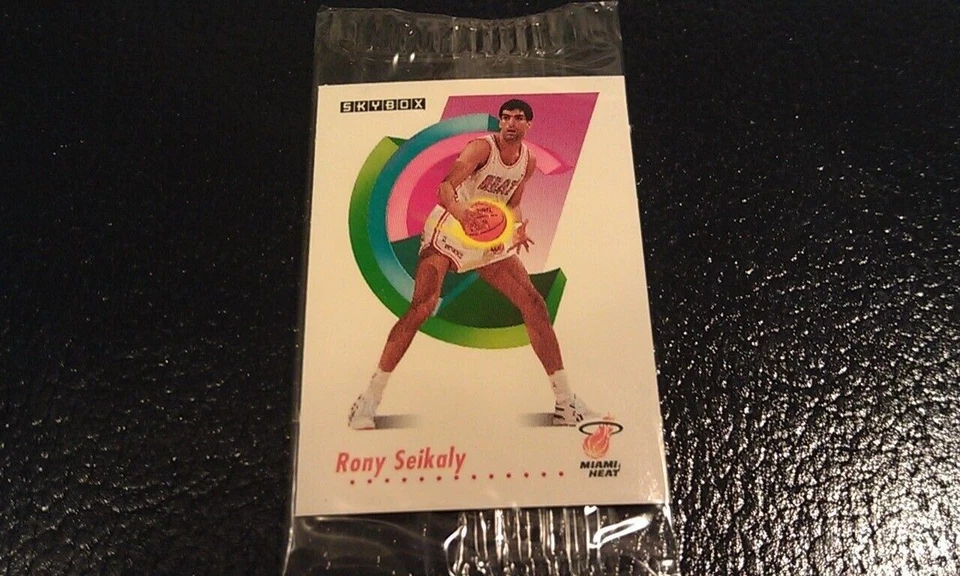 SKYBOX
HEAT
Rony Seikaly
MIAMI
HEAT